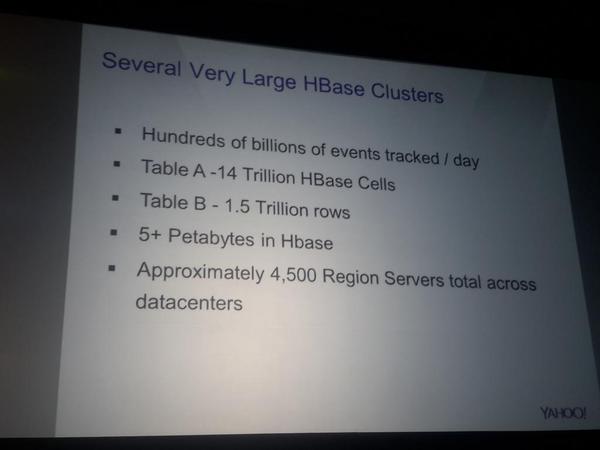 Several Very Large HBase Clusters
▪ Hundreds of billions of events tracked / day
▪ Table A -14 Trillion HBase Cells
▪ Table B - 1.5 Trillion rows
▪ 5+ Petabytes in Hbase
▪ Approximately 4,500 Region Servers total across
datacenters
YAHOO!